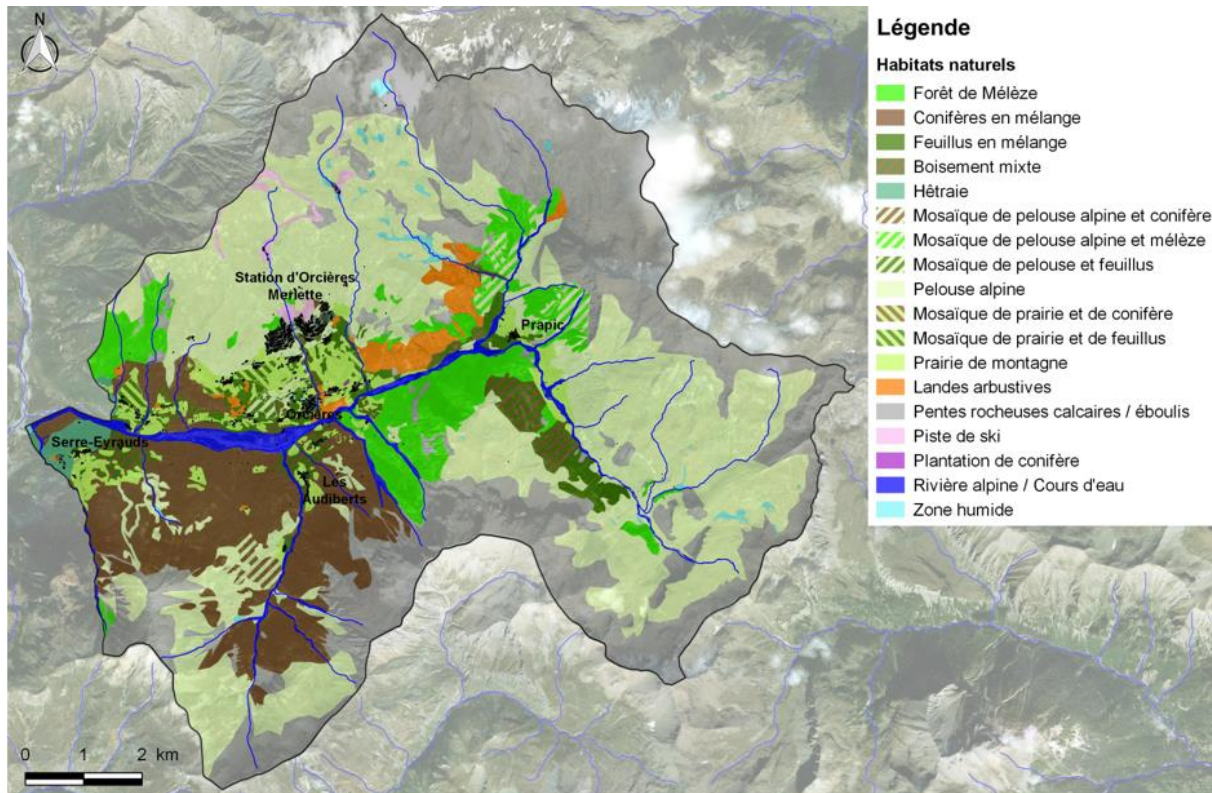 N
Station d'Orcières
Merlette
Prapic
Orcières
Serre-Eyrauds
Les
Audiberts
0 1 2 km
Légende
Habitats naturels
Forêt de Mélèze
Conifères en mélange
Feuillus en mélange
Boisement mixte
Hêtraie
Mosaïque de pelouse alpine et conifère
Mosaïque de pelouse alpine et mélèze
Mosaïque de pelouse et feuillus
Pelouse alpine
Mosaïque de prairie et de conifère
Mosaïque de prairie et de feuillus
Prairie de montagne
Landes arbustives
Pentes rocheuses calcaires / éboulis
Piste de ski
Plantation de conifère
Rivière alpine / Cours d'eau
Zone humide